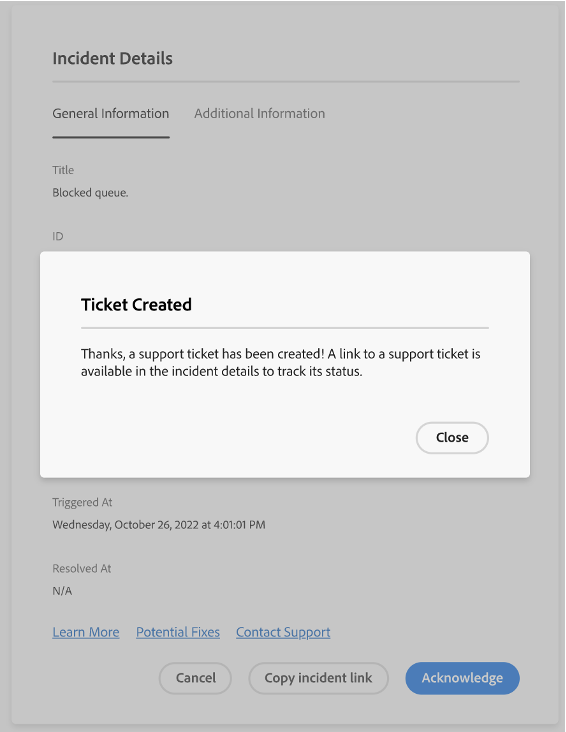 Incident Details
General Information Additional Information
Title
Blocked queue.
ID
Ticket Created
Thanks, a support ticket has been created! A link to a support ticket is
available in the incident details to track its status.
Close
Triggered At
Wednesday, October 26, 2022 at 4:01:01 PM
Resolved At
N/A
Learn More Potential Fixes Contact Support
Cancel Copy incident link Acknowledge